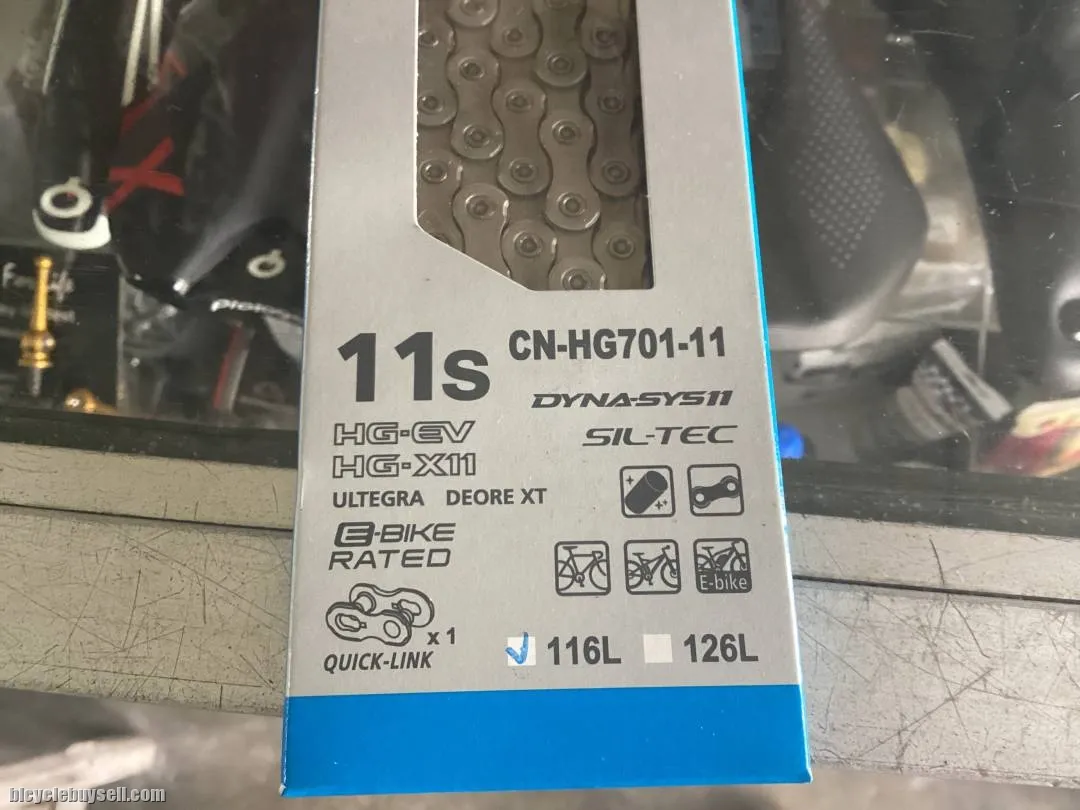 11s
CN-HG701-11
DYNA-SYS11
HG-EV
SIL-TEC
HG-X11
ULTEGRA DEORE XT
E-BIKE
RATED
E-bike
x 1
QUICK-LINK
116L 126L
bicyclebuysell.com